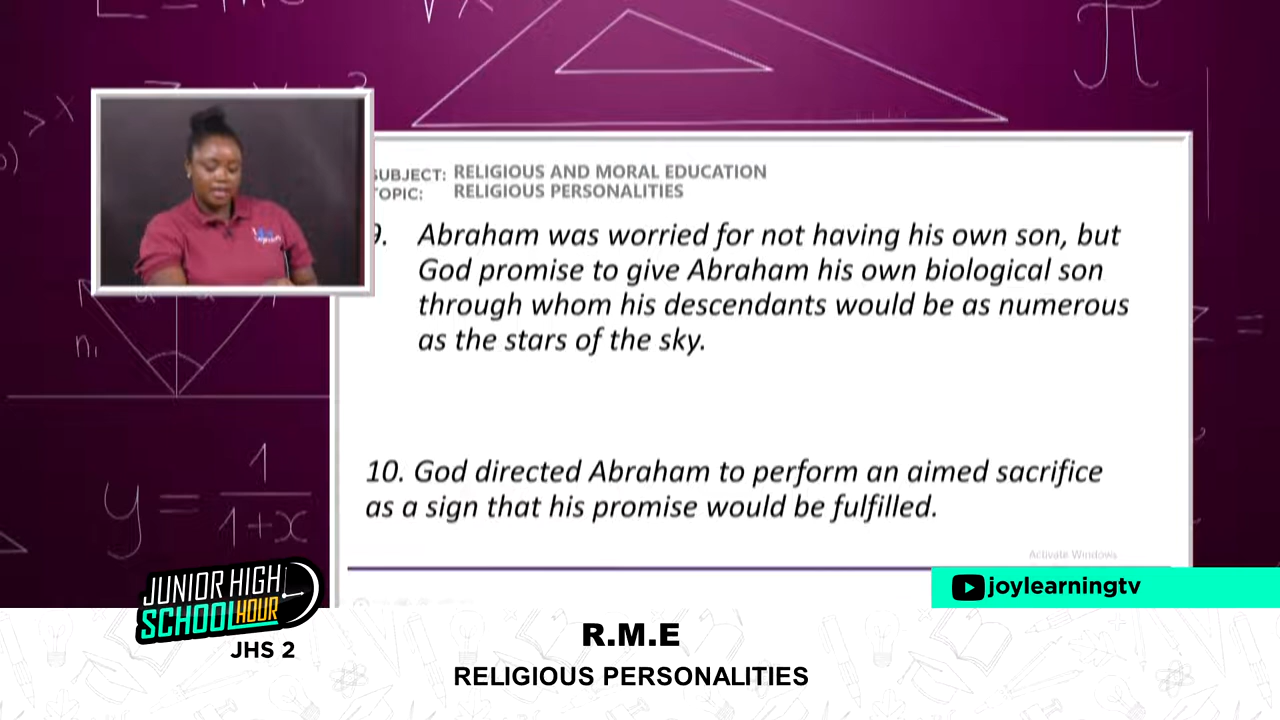 SUBJECT: RELIGIOUS AND MORAL EDUCATION
TOPIC: RELIGIOUS PERSONALITIES
9. Abraham was worried for not having his own son, but
God promise to give Abraham his own biological son
through whom his descendants would be as numerous
as the stars of the sky.
10. God directed Abraham to perform an aimed sacrifice
as a sign that his promise would be fulfilled.
Activate Windows
joylearningtv
JUNIOR HIGH
SCHOOL HOUR
JHS 2
R.M.E
RELIGIOUS PERSONALITIES
π
n₁
y = 1
1+x